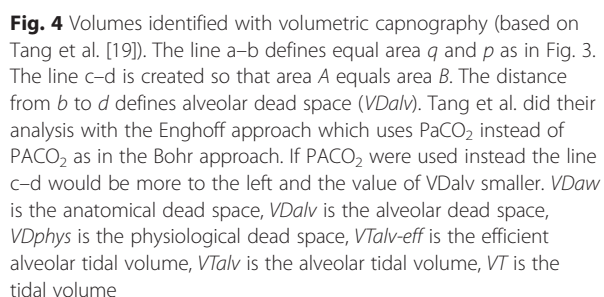 Fig. 4 Volumes identified with volumetric capnography (based on
Tang et al. [19]). The line a–b defines equal area q and p as in Fig. 3.
The line c–d is created so that area A equals area B. The distance
from b to d defines alveolar dead space (VDalv). Tang et al. did their
analysis with the Enghoff approach which uses PaCO₂ instead of
PACO₂ as in the Bohr approach. If PACO₂ were used instead the line
c–d would be more to the left and the value of VDalv smaller. VDaw
is the anatomical dead space, VDalv is the alveolar dead space,
VDphys is the physiological dead space, VTalv-eff is the efficient
alveolar tidal volume, VTalv is the alveolar tidal volume, VT is the
tidal volume